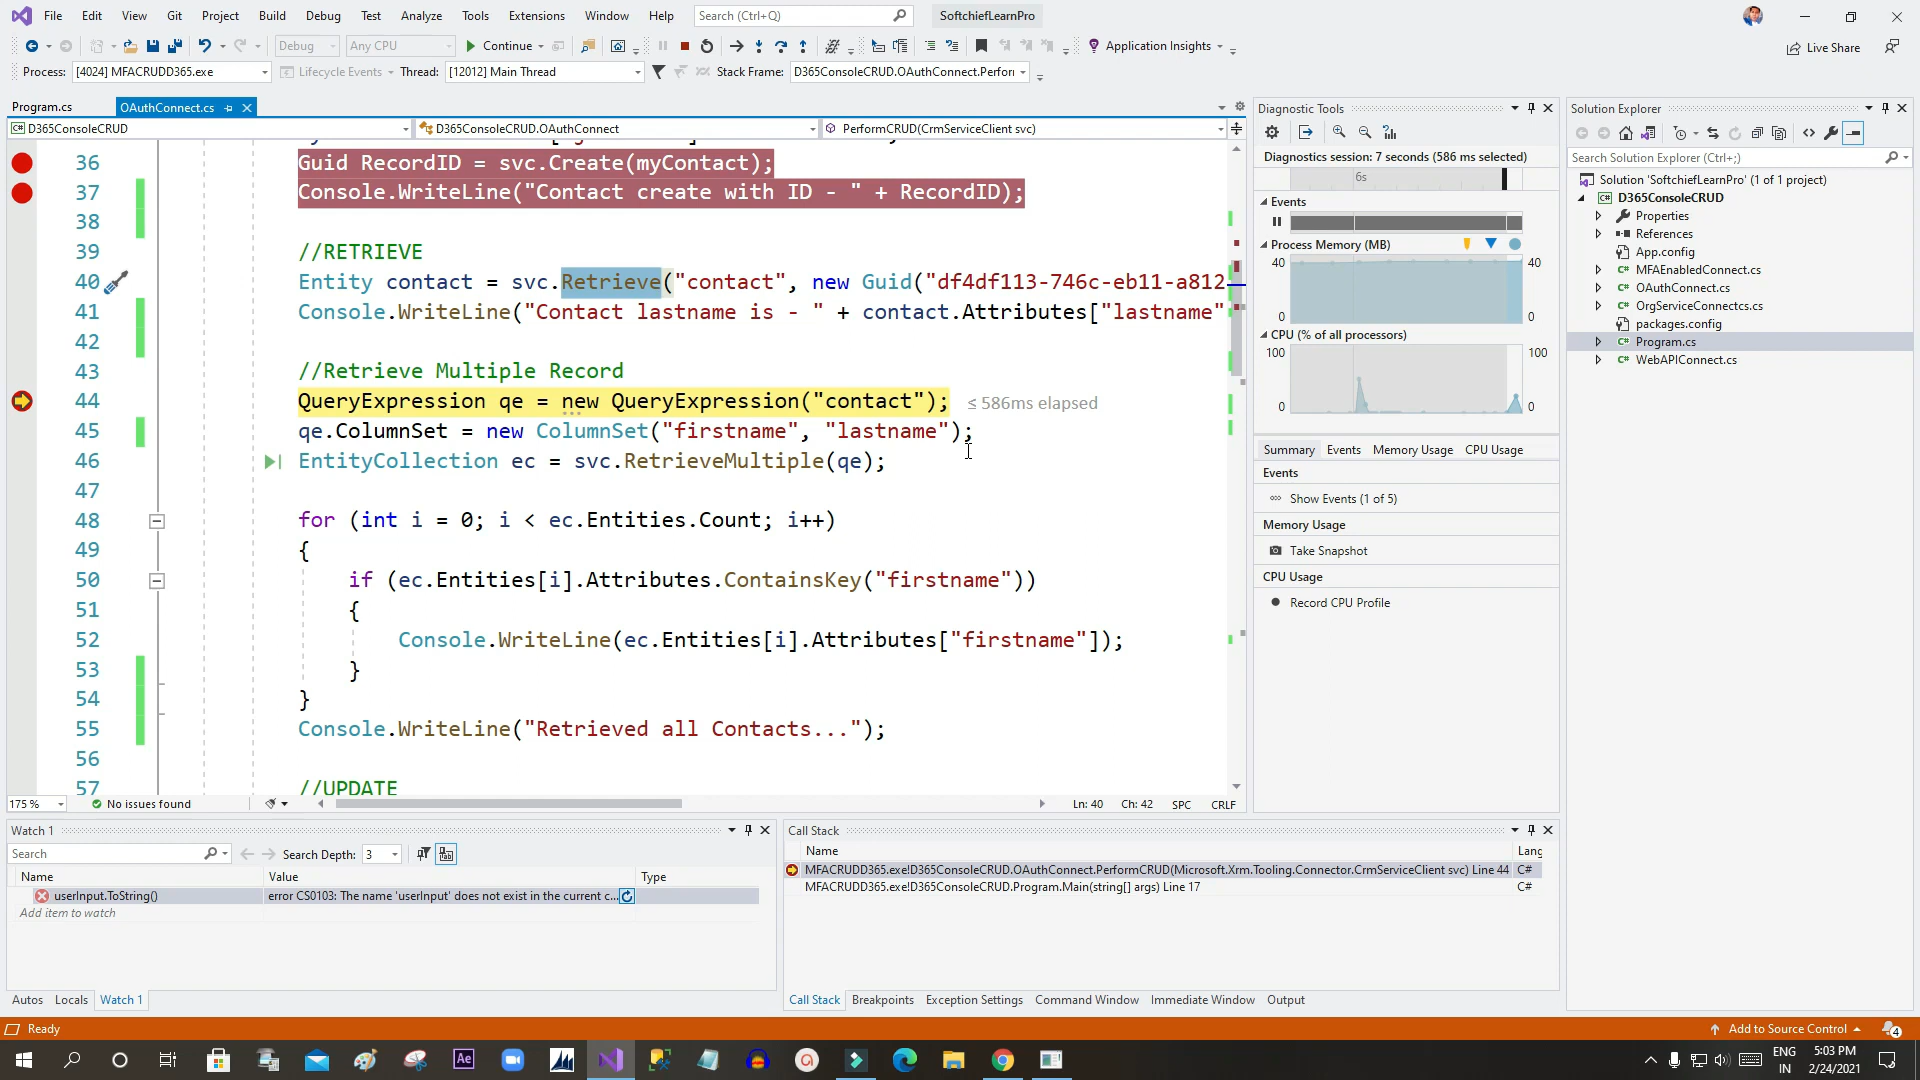 File Edit View Git Project Build Debug Test Analyze Tools Extensions Window Help Search (Ctrl+Q) SoftchiefLearnPro
Debug Any CPU Continue Application Insights Live Share
Process: [4024] MFACRUDD365.exe Lifecycle Events Thread: [12012] Main Thread Stack Frame: D365ConsoleCRUD.OAuthConnect.Perforr
Program.cs OAuthConnect.cs
D365ConsoleCRUD D365ConsoleCRUD.OAuthConnect PerformCRUD(CrmServiceClient svc)
36 Guid RecordID = svc.Create(myContact);
37 Console.WriteLine("Contact create with ID - " + RecordID);
38
39 //RETRIEVE
40 Entity contact = svc.Retrieve("contact", new Guid("df4df113-746c-eb11-a812
41 Console.WriteLine("Contact lastname is - " + contact.Attributes["lastname"
42
43 //Retrieve Multiple Record
44 QueryExpression qe = new QueryExpression("contact"); ≤ 586ms elapsed
45 qe.ColumnSet = new ColumnSet("firstname", "lastname");
46 EntityCollection ec = svc.RetrieveMultiple(qe);
47
48 for (int i = 0; i < ec.Entities.Count; i++)
49 {
50 if (ec.Entities[i].Attributes.ContainsKey("firstname"))
51 {
52 Console.WriteLine(ec.Entities[i].Attributes["firstname"]);
53 }
54 }
55 Console.WriteLine("Retrieved all Contacts...");
56
57 //UPDATE
175 % No issues found Ln: 40 Ch: 42 SPC CRLF
Diagnostic Tools
Diagnostics session: 7 seconds (586 ms selected)
6s
Events
Process Memory (MB)
40 40
0 0
CPU (% of all processors)
100 100
0 0
Summary Events Memory Usage CPU Usage
Events
Show Events (1 of 5)
Memory Usage
Take Snapshot
CPU Usage
Record CPU Profile
Solution Explorer
Search Solution Explorer (Ctrl+;)
Solution 'SoftchiefLearnPro' (1 of 1 project)
D365ConsoleCRUD
Properties
References
App.config
MFAEnabledConnect.cs
OAuthConnect.cs
OrgServiceConnectcs.cs
packages.config
Program.cs
WebAPIConnect.cs
Watch 1
Search Search Depth: 3
Name Value Type
userInput.ToString() error CS0103: The name 'userInput' does not exist in the current c...
Add item to watch
Autos Locals Watch 1
Call Stack
Name Lang
MFACRUDD365.exe!D365ConsoleCRUD.OAuthConnect.PerformCRUD(Microsoft.Xrm.Tooling.Connector.CrmServiceClient svc) Line 44 C#
MFACRUDD365.exe!D365ConsoleCRUD.Program.Main(string[] args) Line 17 C#
Call Stack Breakpoints Exception Settings Command Window Immediate Window Output
Ready Add to Source Control 4
Ae ENG IN 5:03 PM 2/24/2021